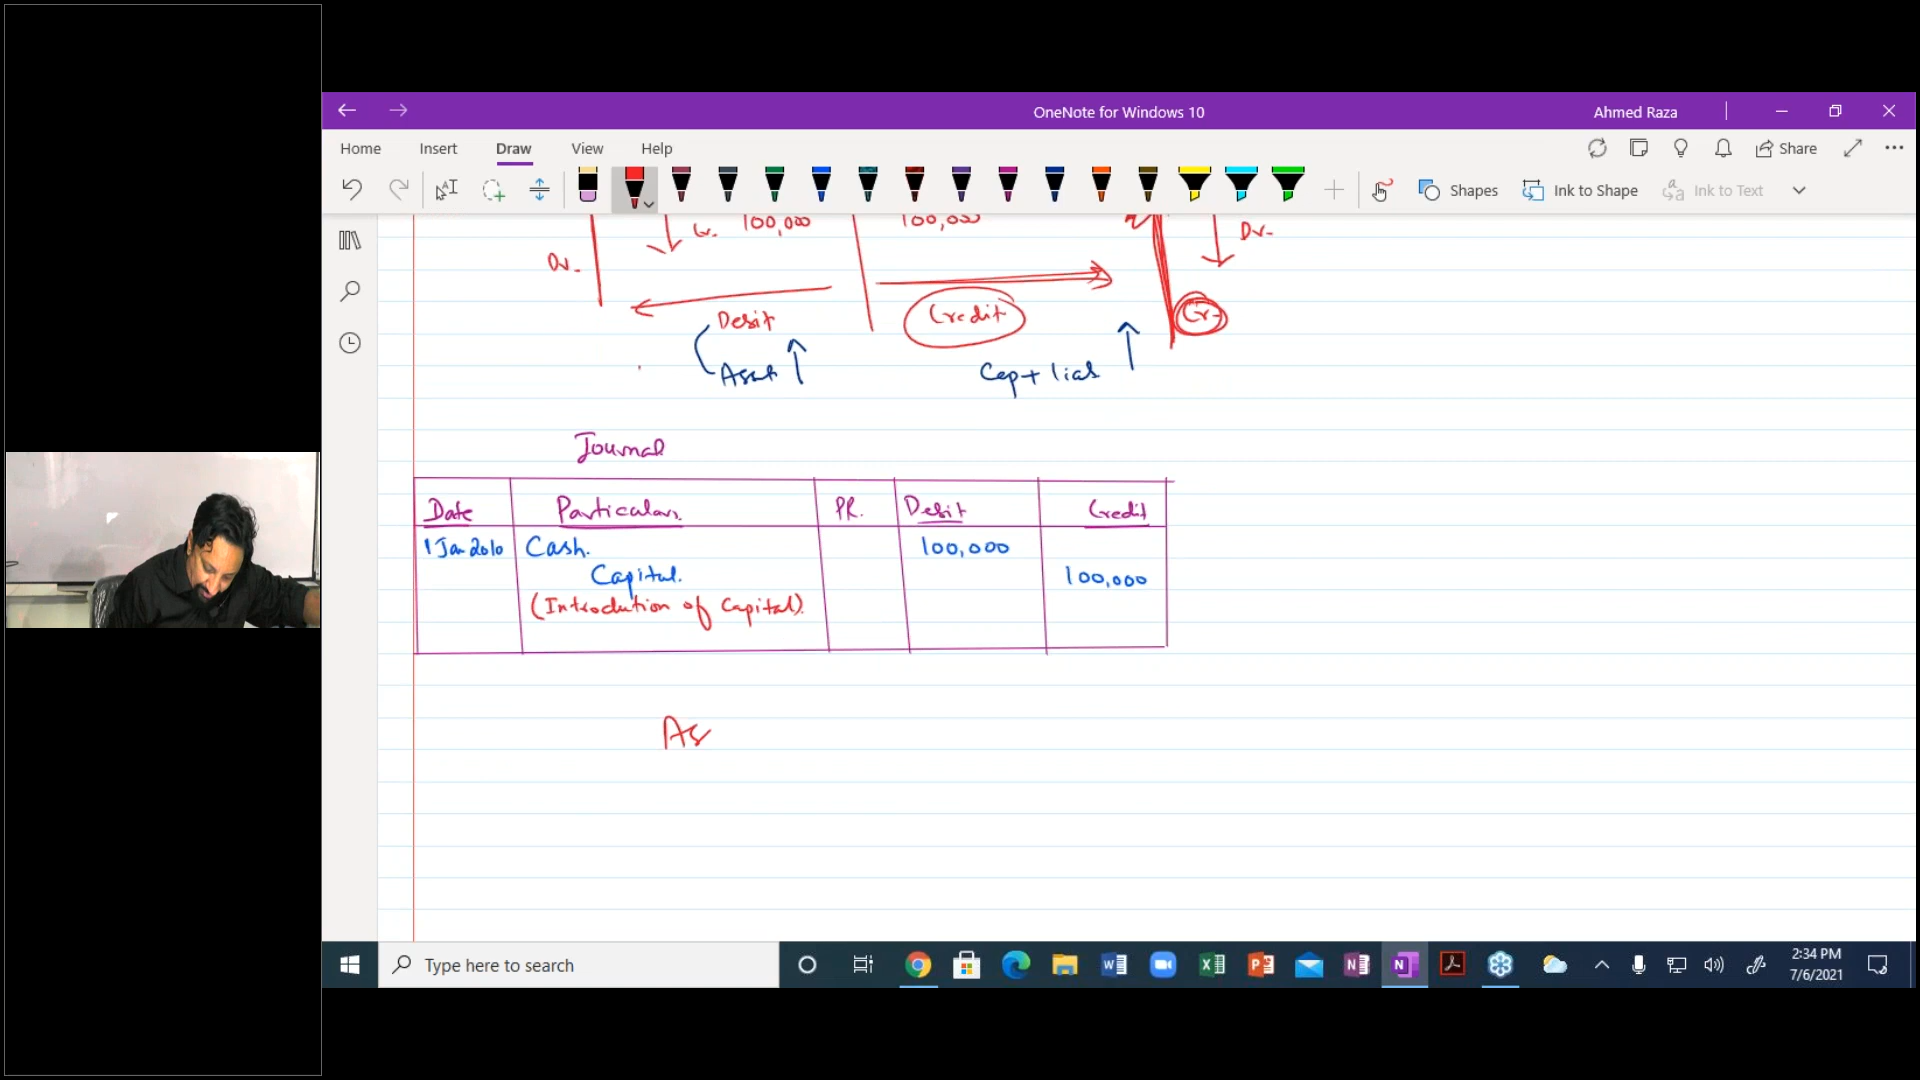 OneNote for Windows 10
Ahmed Raza
Home Insert Draw View Help
Share
Shapes Ink to Shape Ink to Text
Cr. 100,000 100,000 Dr.
Dr.
Debit Credit Cr.
Asset Cap + liab
Journal
Date Particulars. PR. Debit Credit
1 Jan 2010 Cash. 100,000
Capital. 100,000
(Introdution of Capital).
As
Type here to search
2:34 PM
7/6/2021